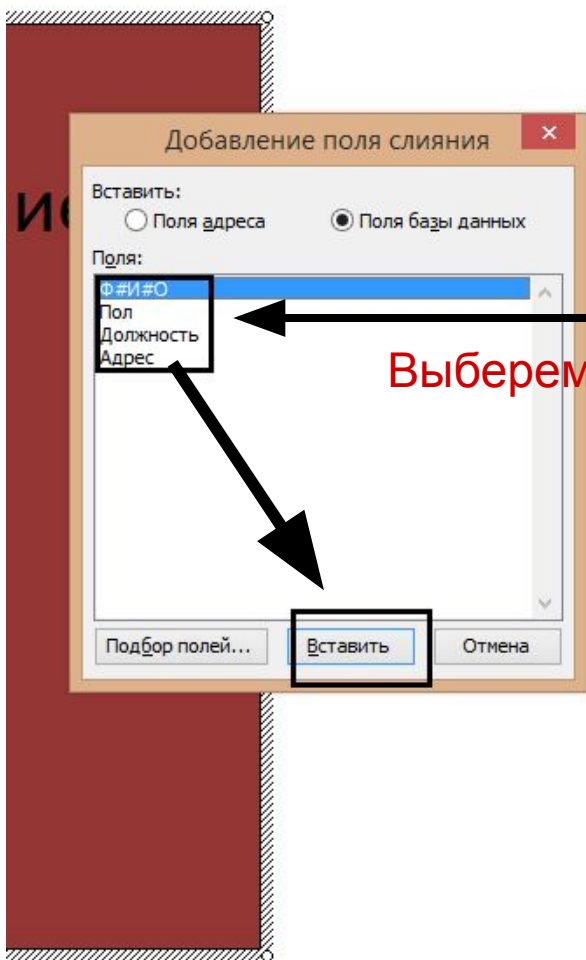 Добавление поля слияния
ие
Вставить:
Поля адреса Поля базы данных
Поля:
Ф#И#О
Пол
Должность
Адрес
Выберем
Подбор полей... Вставить Отмена